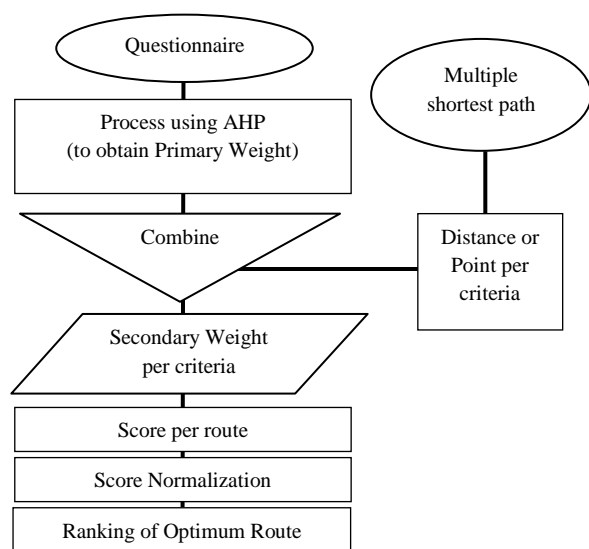 Questionnaire
Multiple
shortest path
Process using AHP
(to obtain Primary Weight)
Combine
Distance or
Point per
criteria
Secondary Weight
per criteria
Score per route
Score Normalization
Ranking of Optimum Route